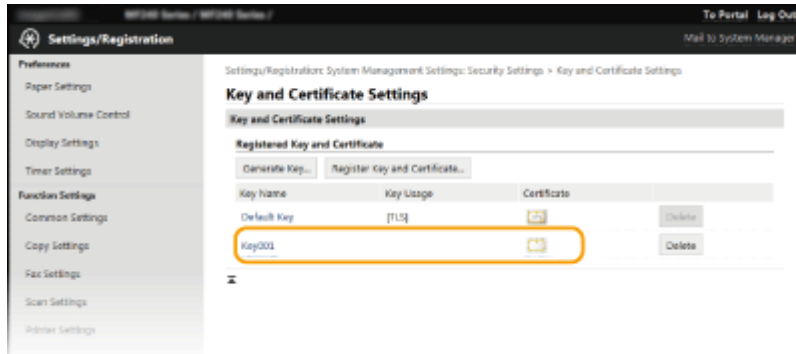 To Portal Log Out
Settings/Registration
Mail to System Manager
Preferences
Paper Settings
Sound Volume Control
Display Settings
Timer Settings
Function Settings
Common Settings
Copy Settings
Fax Settings
Scan Settings
Printer Settings
Settings/Registration: System Management Settings: Security Settings > Key and Certificate Settings
Key and Certificate Settings
Key and Certificate Settings
Registered Key and Certificate
Generate Key... Register Key and Certificate...
Key Name Key Usage Certificate
Default Key [TLS] Delete
Key001 Delete